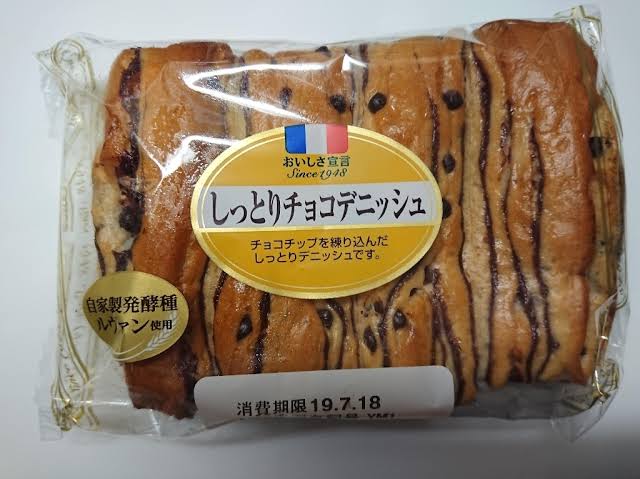 おいしさ宣言
Since 1948
しっとりチョコデニッシュ
チョコチップを練り込んだ
しっとりデニッシュです。
自家製発酵種
ルヴァン使用
消費期限19.7.18